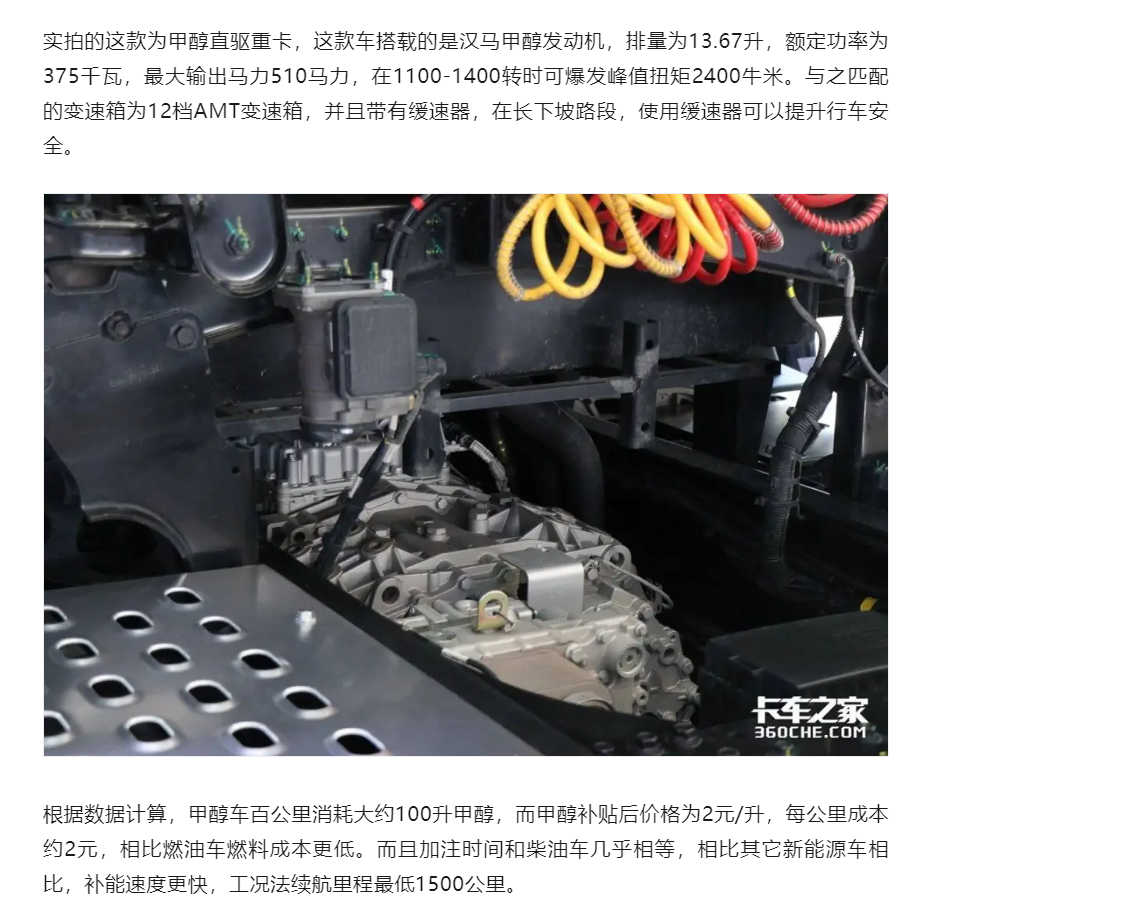 实拍的这款为甲醇直驱重卡，这款车搭载的是汉马甲醇发动机，排量为13.67升，额定功率为
375千瓦，最大输出马力510马力，在1100-1400转时可爆发峰值扭矩2400牛米。与之匹配
的变速箱为12档AMT变速箱，并且带有缓速器，在长下坡路段，使用缓速器可以提升行车安
全。
卡车之家
360CHE.COM
根据数据计算，甲醇车百公里消耗大约100升甲醇，而甲醇补贴后价格为2元/升，每公里成本
约2元，相比燃油车燃料成本更低。而且加注时间和柴油车几乎相等，相比其它新能源车相
比，补能速度更快，工况法续航里程最低1500公里。